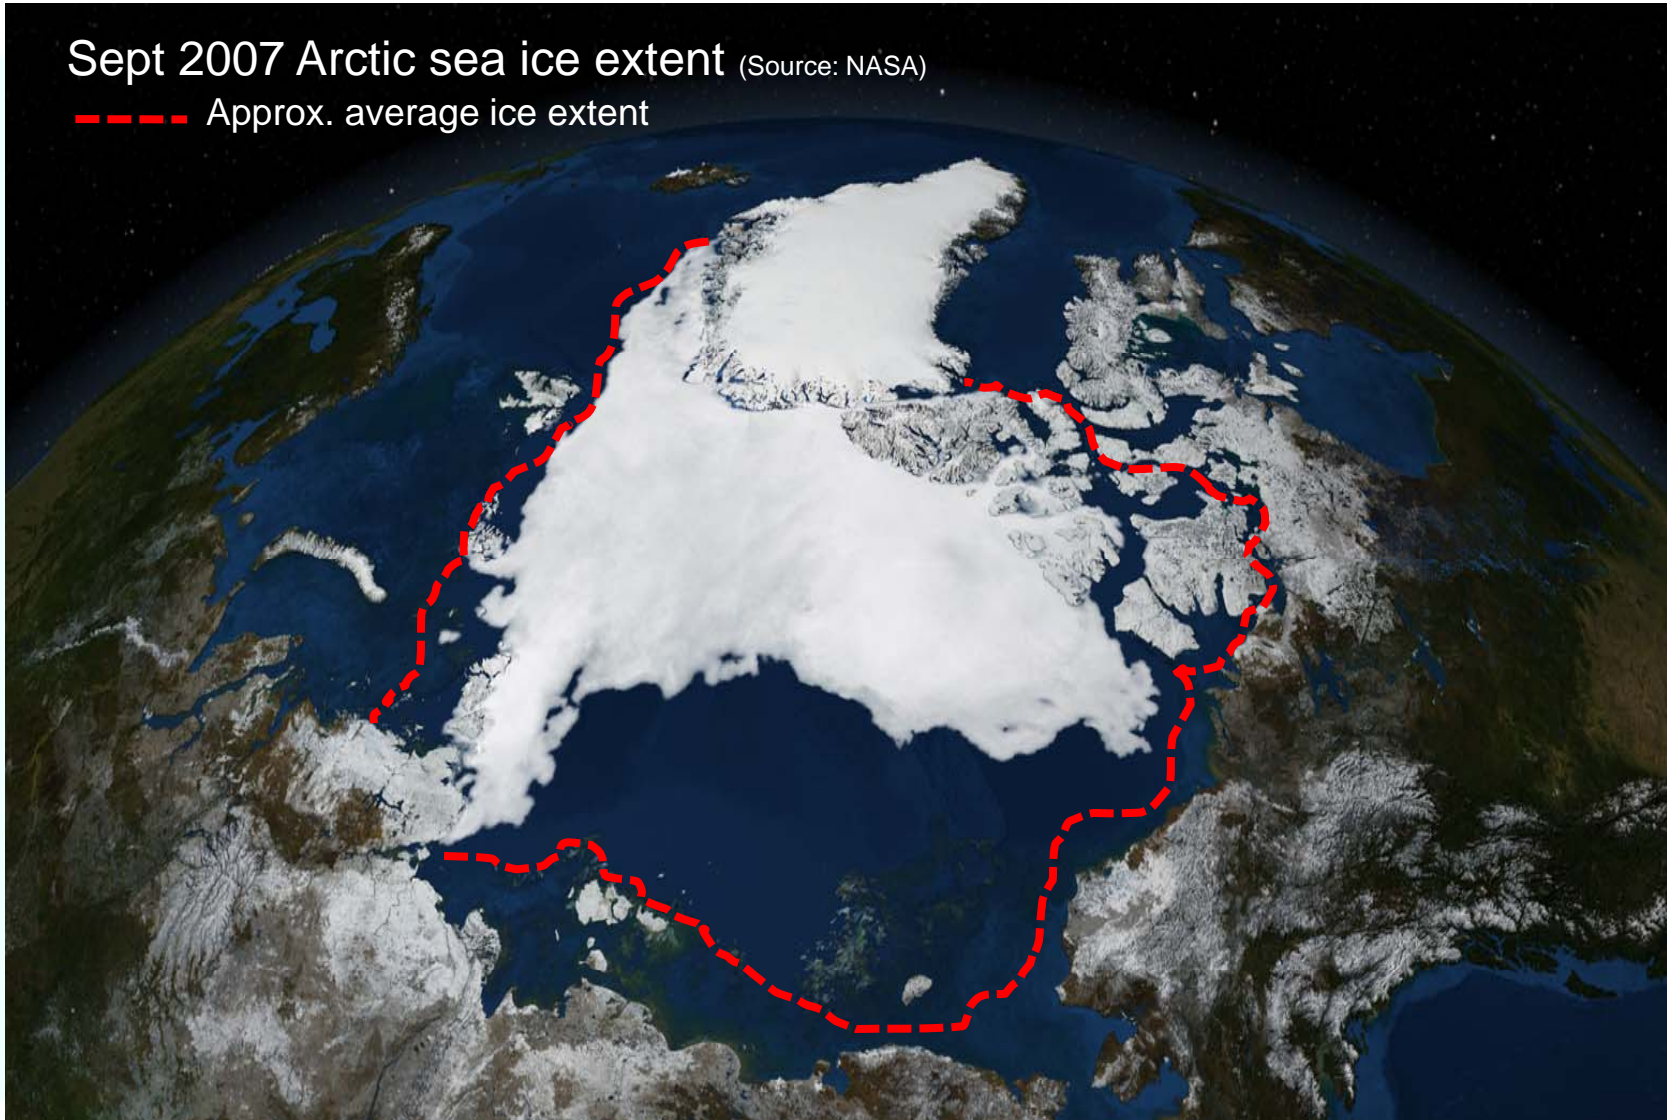 Sept 2007 Arctic sea ice extent (Source: NASA)
Approx. average ice extent